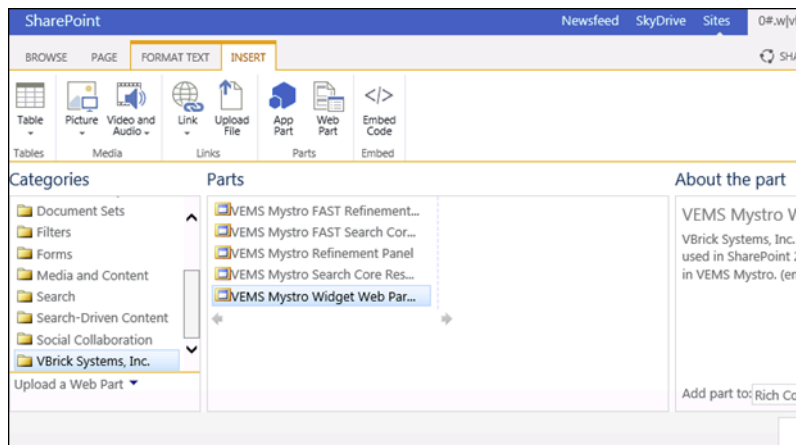 SharePoint Newsfeed SkyDrive Sites 0#.w|v
BROWSE PAGE FORMAT TEXT INSERT SHA
Table Picture Video and Audio Link Upload File App Part Web Part Embed Code
Tables Media Links Parts Embed
Categories
Document Sets
Filters
Forms
Media and Content
Search
Search-Driven Content
Social Collaboration
VBrick Systems, Inc.
Upload a Web Part
Parts
VEMS Mystro FAST Refinement...
VEMS Mystro FAST Search Cor...
VEMS Mystro Refinement Panel
VEMS Mystro Search Core Res...
VEMS Mystro Widget Web Par...
About the part
VEMS Mystro W
VBrick Systems, Inc.
used in SharePoint 2
in VEMS Mystro. (en
Add part to: Rich Co